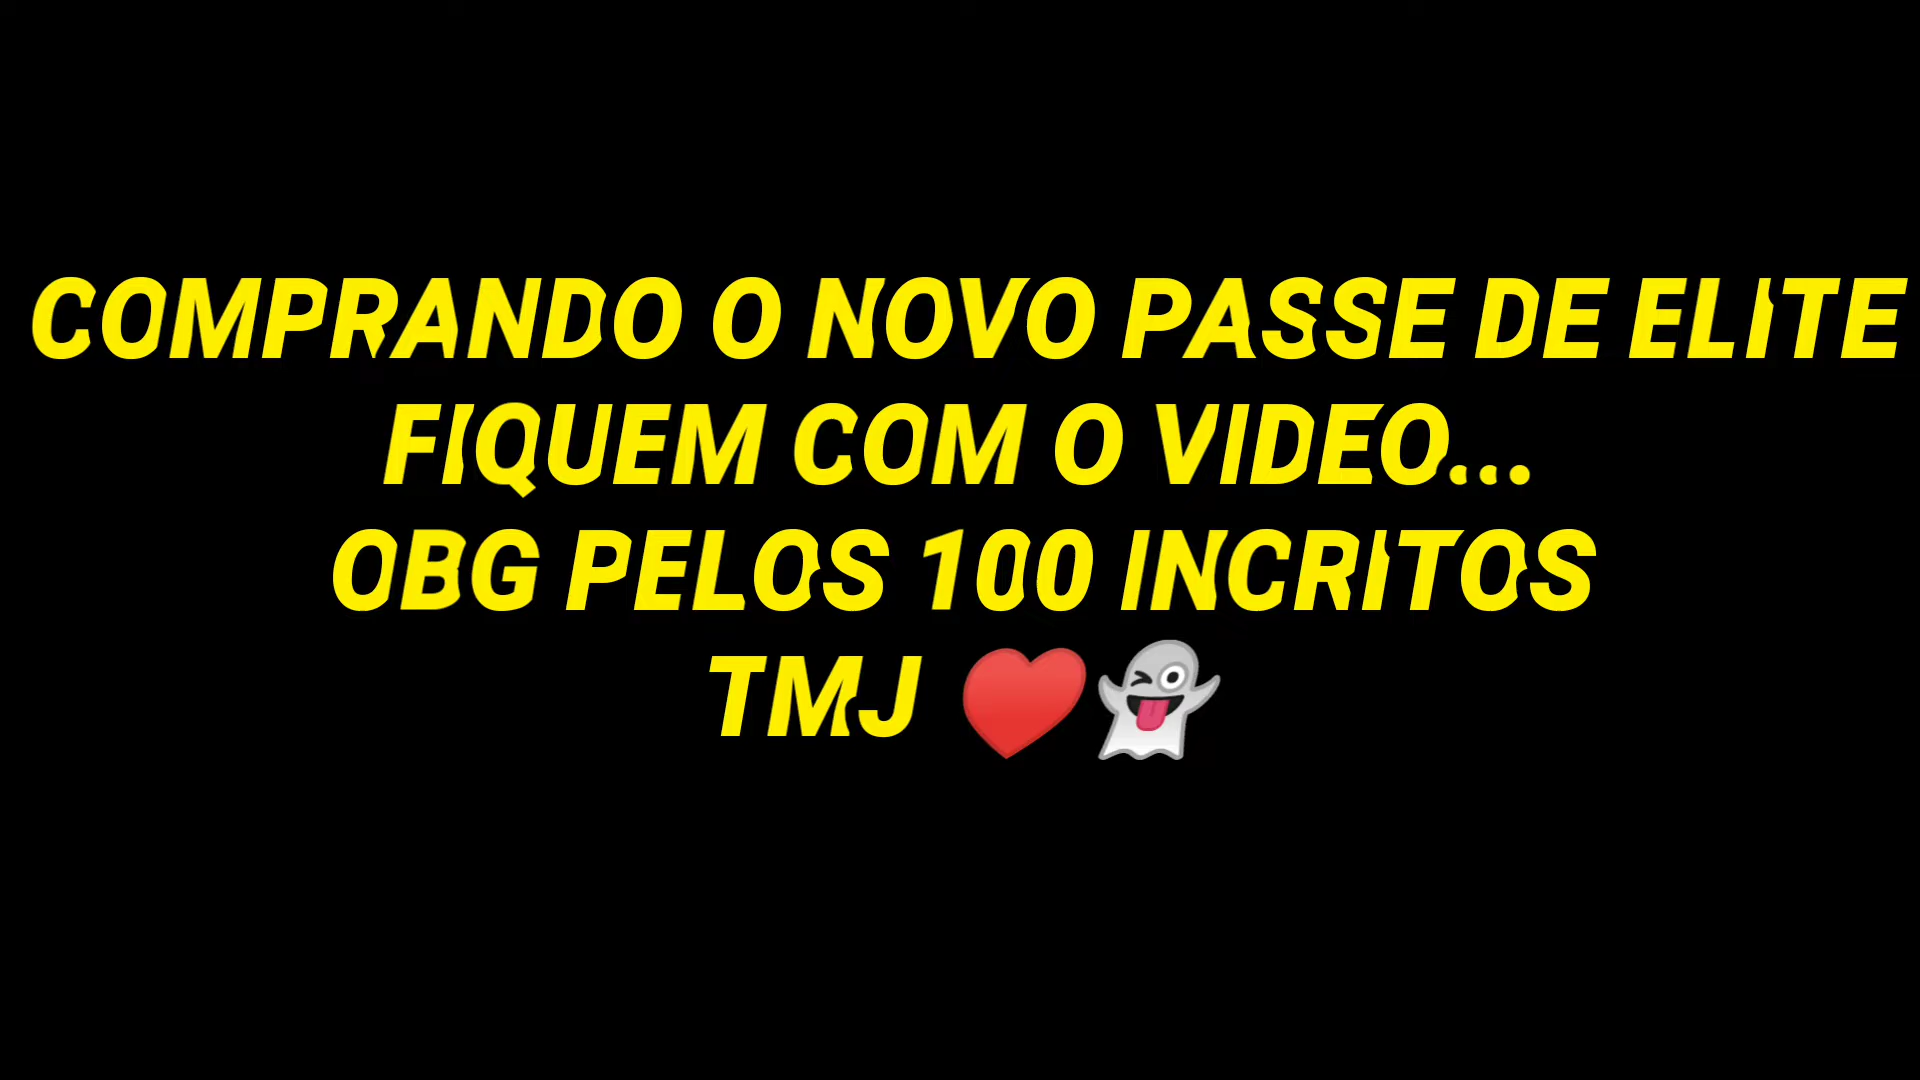 COMPRANDO O NOVO PASSE DE ELITE
FIQUEM COM O VIDEO...
OBG PELOS 100 INCRITOS
TMJ ♥️👻